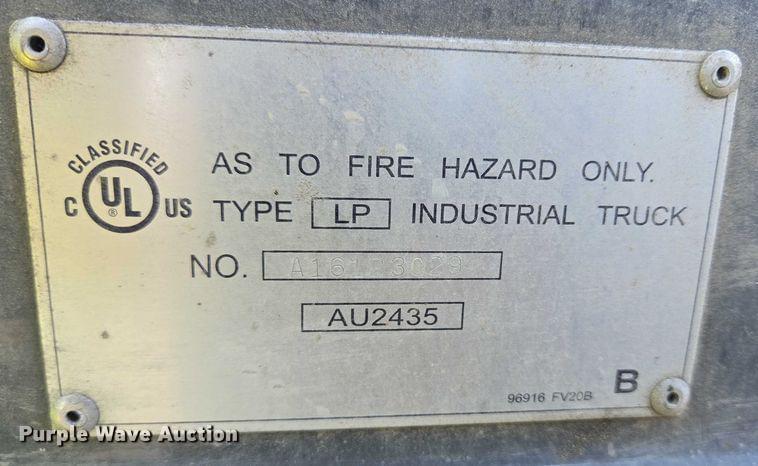 CLASSIFIED
C UL ® US
AS TO FIRE HAZARD ONLY.
TYPE LP INDUSTRIAL TRUCK
NO.
AU2435
96916 FV20B
B
Purple Wave Auction